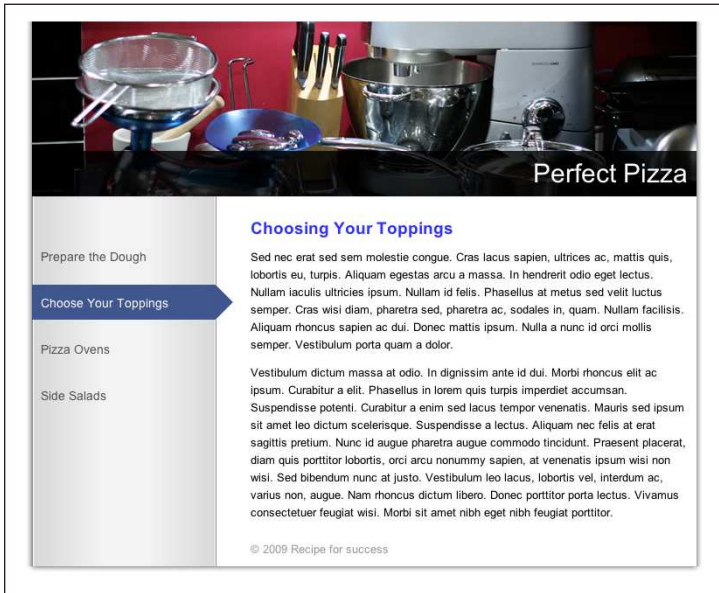 Perfect Pizza
Prepare the Dough
Choose Your Toppings
Pizza Ovens
Side Salads
Choosing Your Toppings
Sed nec erat sed sem molestie congue. Cras lacus sapien, ultrices ac, mattis quis,
lobortis eu, turpis. Aliquam egestas arcu a massa. In hendrerit odio eget lectus.
Nullam iaculis ultricies ipsum. Nullam id felis. Phasellus at metus sed velit luctus
semper. Cras wisi diam, pharetra sed, pharetra ac, sodales in, quam. Nullam facilisis.
Aliquam rhoncus sapien ac dui. Donec mattis ipsum. Nulla a nunc id orci mollis
semper. Vestibulum porta quam a dolor.
Vestibulum dictum massa at odio. In dignissim ante id dui. Morbi rhoncus elit ac
ipsum. Curabitur a elit. Phasellus in lorem quis turpis imperdiet accumsan.
Suspendisse potenti. Curabitur a enim sed lacus tempor venenatis. Mauris sed ipsum
sit amet leo dictum scelerisque. Suspendisse a lectus. Aliquam nec felis at erat
sagittis pretium. Nunc id augue pharetra augue commodo tincidunt. Praesent placerat,
diam quis porttitor lobortis, orci arcu nonummy sapien, at venenatis ipsum wisi non
wisi. Sed bibendum nunc at justo. Vestibulum leo lacus, lobortis vel, interdum ac,
varius non, augue. Nam rhoncus dictum libero. Donec porttitor porta lectus. Vivamus
consectetuer feugiat wisi. Morbi sit amet nibh eget nibh feugiat porttitor.
© 2009 Recipe for success